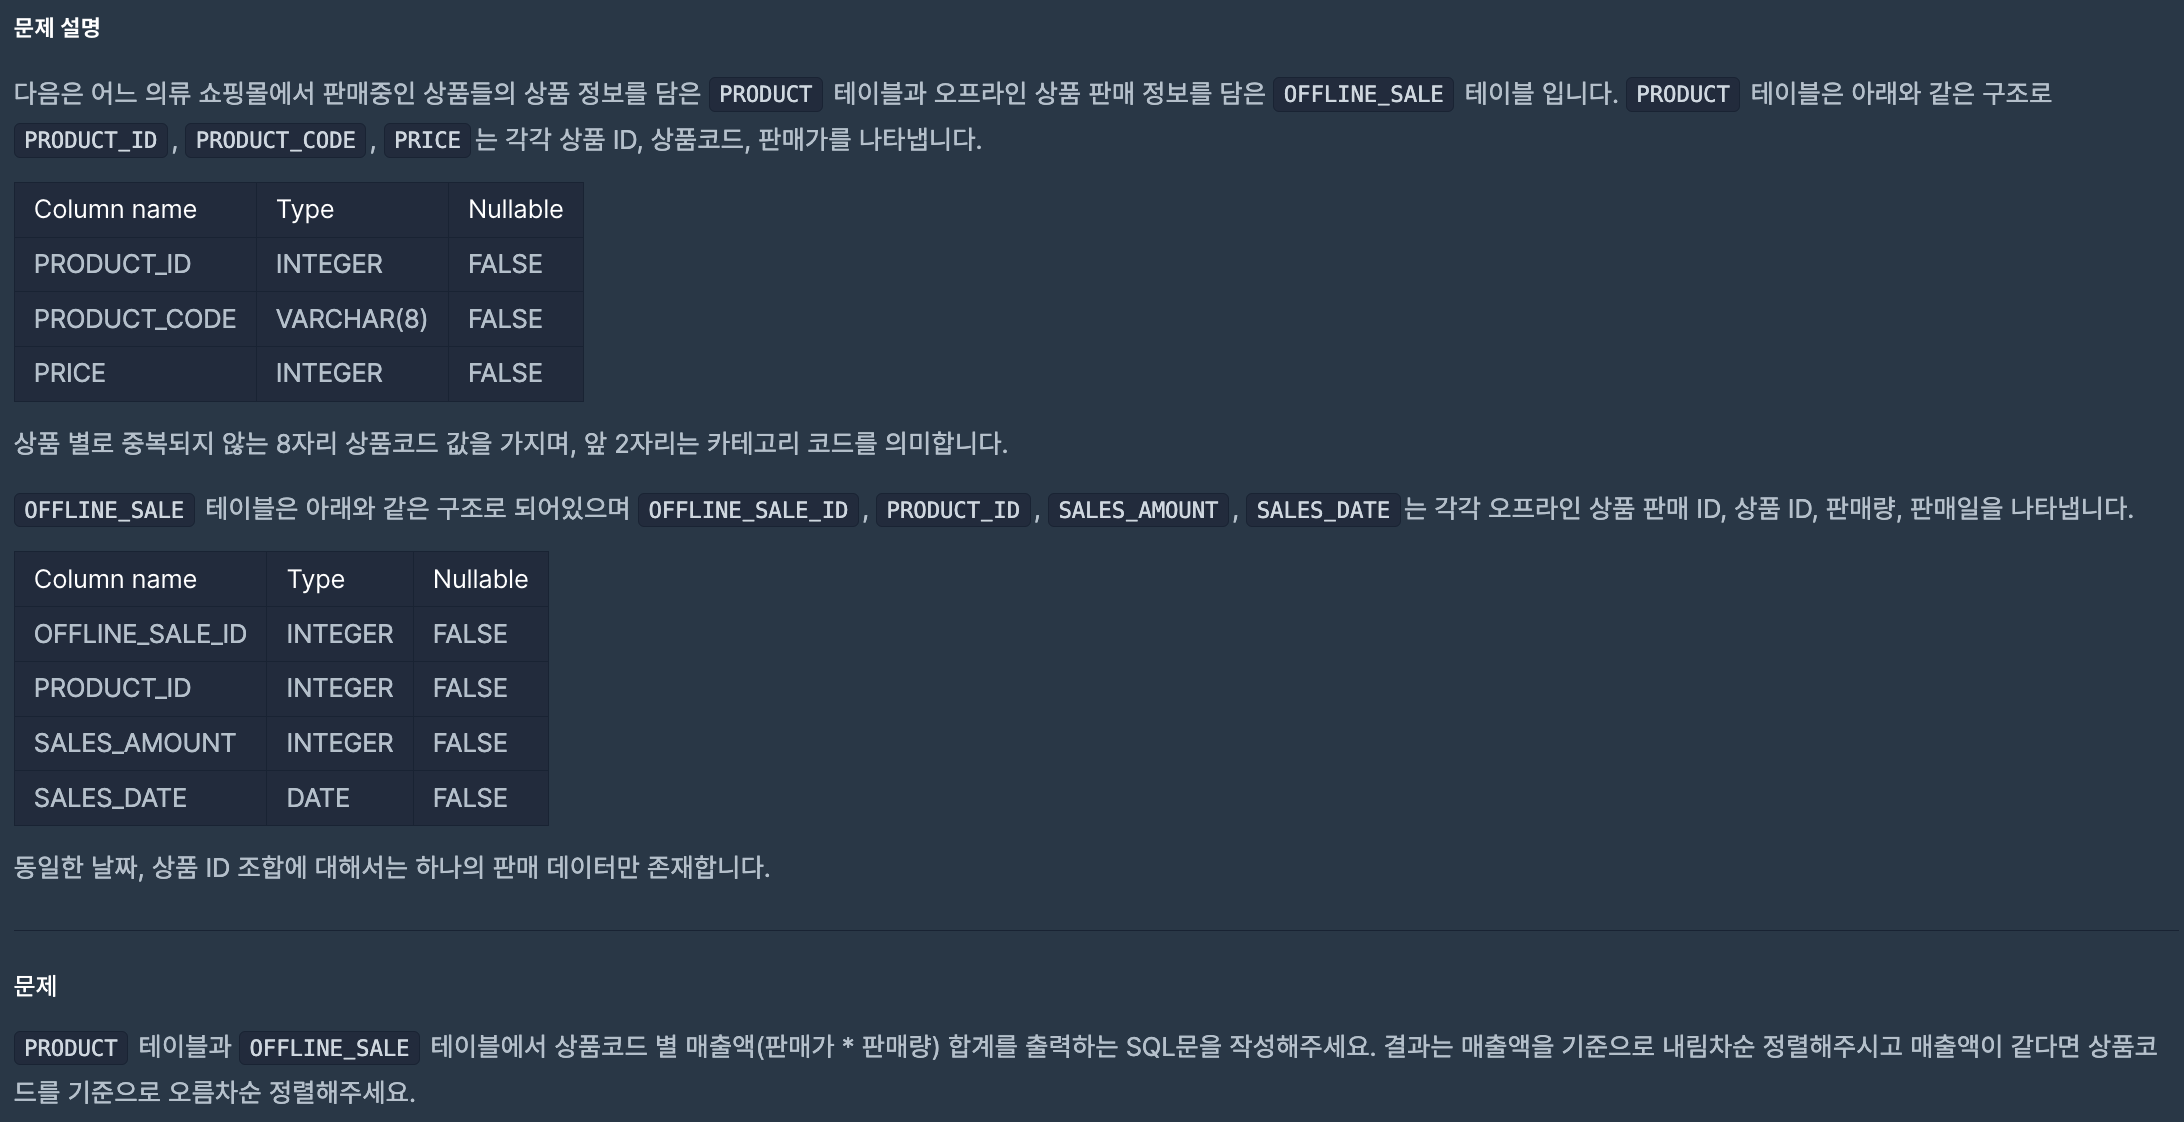 문제 설명
다음은 어느 의류 쇼핑몰에서 판매중인 상품들의 상품 정보를 담은 PRODUCT 테이블과 오프라인 상품 판매 정보를 담은 OFFLINE_SALE 테이블 입니다. PRODUCT 테이블은 아래와 같은 구조로
PRODUCT_ID, PRODUCT_CODE, PRICE는 각각 상품 ID, 상품코드, 판매가를 나타냅니다.
Column name Type Nullable
PRODUCT_ID INTEGER FALSE
PRODUCT_CODE VARCHAR(8) FALSE
PRICE INTEGER FALSE
상품 별로 중복되지 않는 8자리 상품코드 값을 가지며, 앞 2자리는 카테고리 코드를 의미합니다.
OFFLINE_SALE 테이블은 아래와 같은 구조로 되어있으며 OFFLINE_SALE_ID, PRODUCT_ID, SALES_AMOUNT, SALES_DATE는 각각 오프라인 상품 판매 ID, 상품 ID, 판매량, 판매일을 나타냅니다.
Column name Type Nullable
OFFLINE_SALE_ID INTEGER FALSE
PRODUCT_ID INTEGER FALSE
SALES_AMOUNT INTEGER FALSE
SALES_DATE DATE FALSE
동일한 날짜, 상품 ID 조합에 대해서는 하나의 판매 데이터만 존재합니다.
문제
PRODUCT 테이블과 OFFLINE_SALE 테이블에서 상품코드 별 매출액(판매가 * 판매량) 합계를 출력하는 SQL문을 작성해주세요. 결과는 매출액을 기준으로 내림차순 정렬해주시고 매출액이 같다면 상품코
드를 기준으로 오름차순 정렬해주세요.